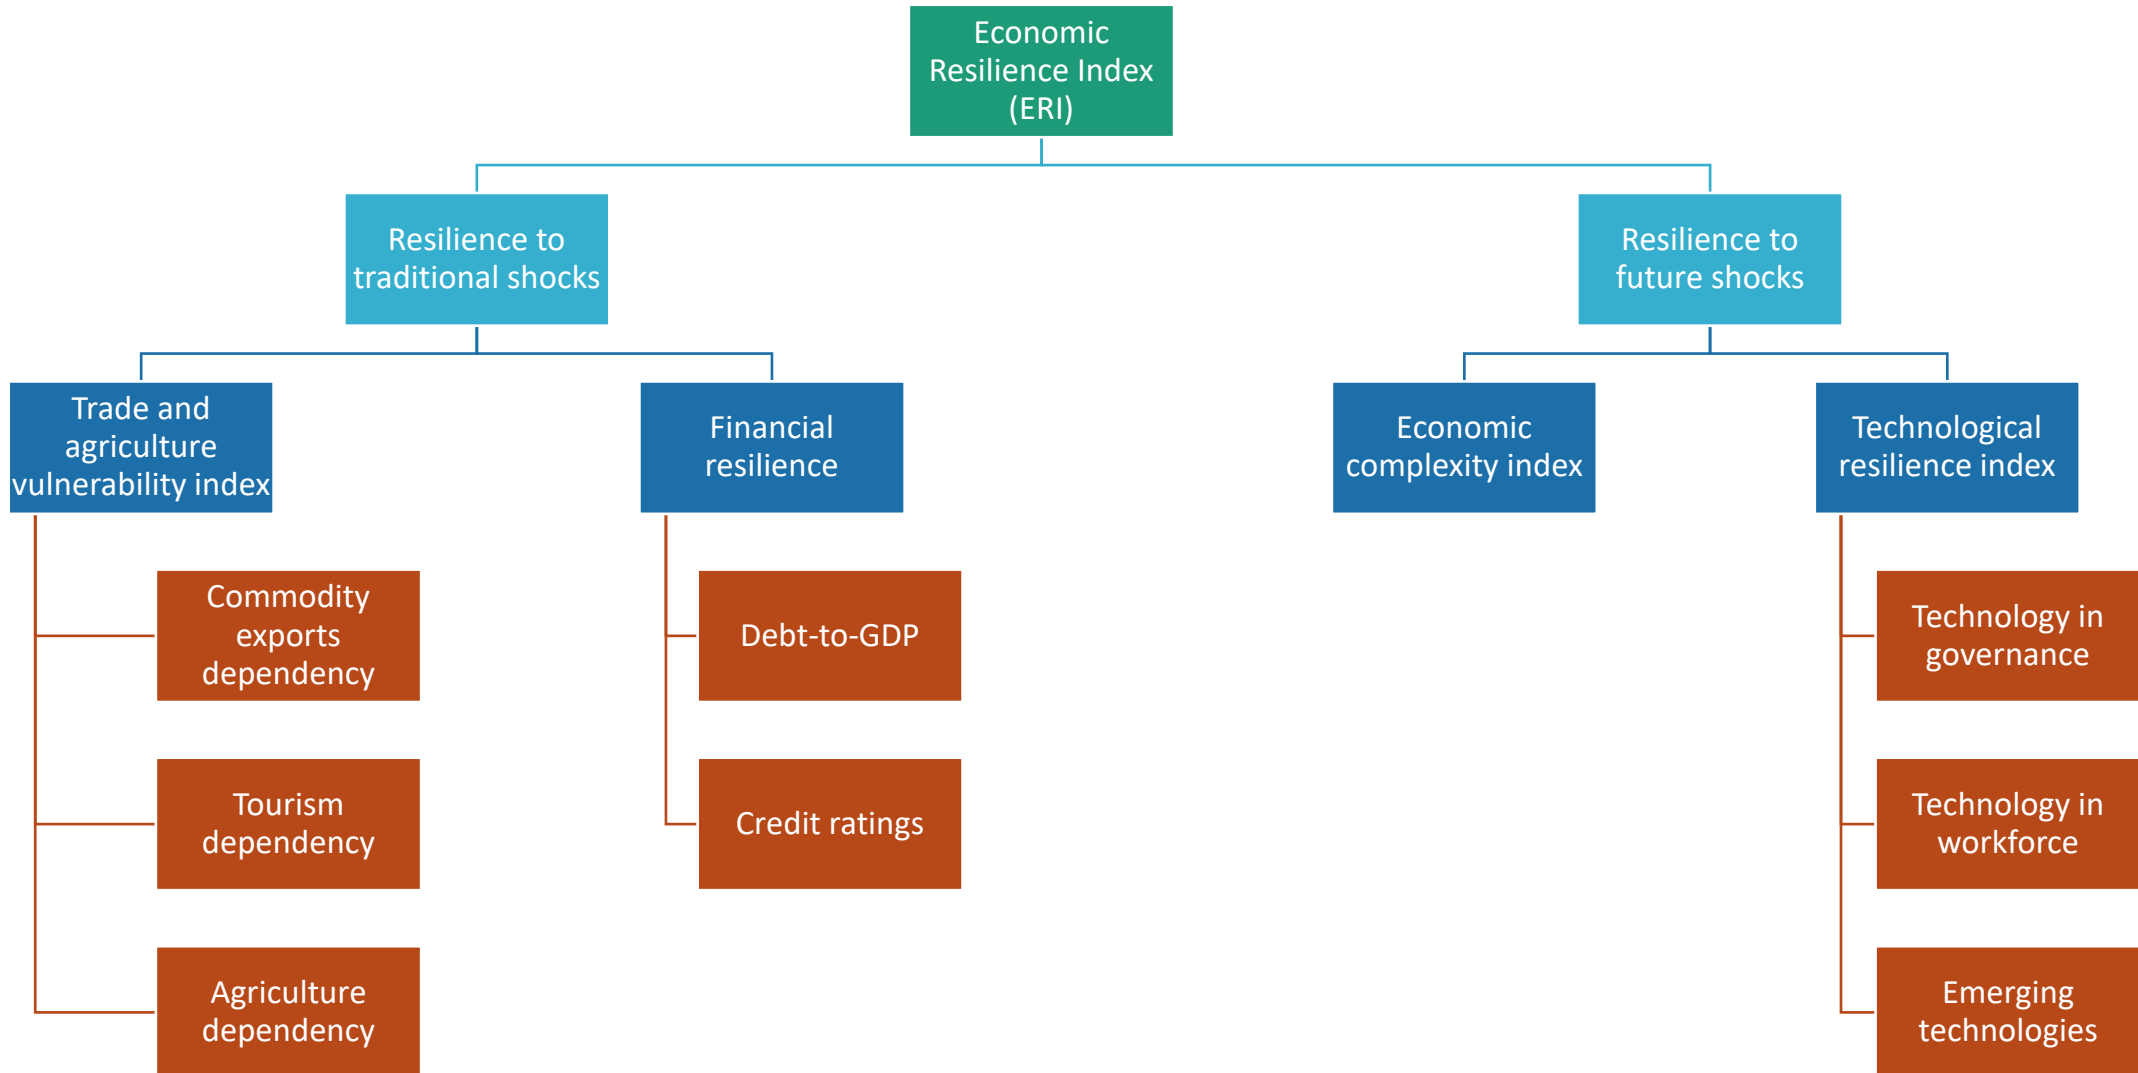 Economic
Resilience Index
(ERI)
Resilience to
traditional shocks
Resilience to
future shocks
Trade and
agriculture
vulnerability index
Financial
resilience
Economic
complexity index
Technological
resilience index
Commodity
exports
dependency
Debt-to-GDP
Technology in
governance
Tourism
dependency
Credit ratings
Technology in
workforce
Agriculture
dependency
Emerging
technologies